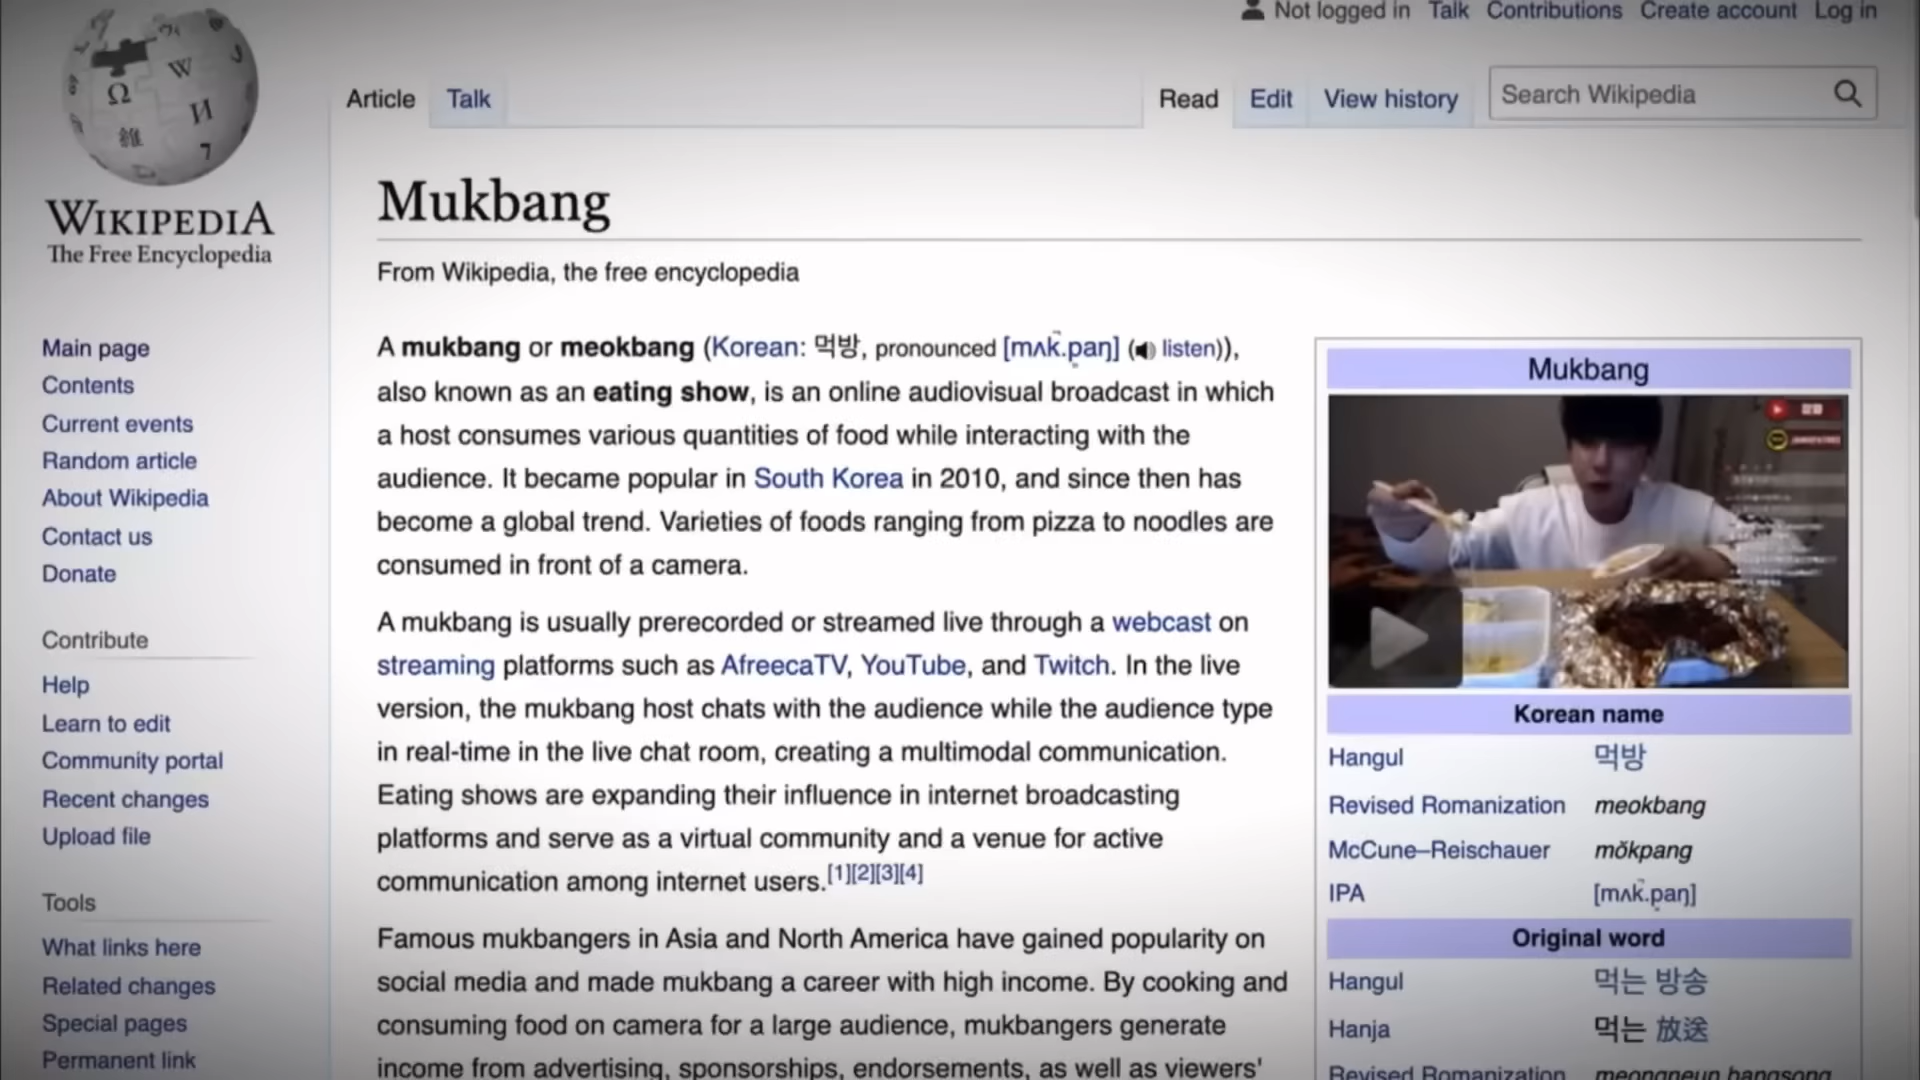 Not logged in Talk Contributions Create account Log in
Article Talk Read Edit View history Search Wikipedia
WIKIPEDIA
The Free Encyclopedia
Main page
Contents
Current events
Random article
About Wikipedia
Contact us
Donate
Contribute
Help
Learn to edit
Community portal
Recent changes
Upload file
Tools
What links here
Related changes
Special pages
Permanent link
Mukbang
From Wikipedia, the free encyclopedia
A mukbang or meokbang (Korean: 먹방, pronounced [mʌk̚.p͈aŋ] (listen)),
also known as an eating show, is an online audiovisual broadcast in which
a host consumes various quantities of food while interacting with the
audience. It became popular in South Korea in 2010, and since then has
become a global trend. Varieties of foods ranging from pizza to noodles are
consumed in front of a camera.
A mukbang is usually prerecorded or streamed live through a webcast on
streaming platforms such as AfreecaTV, YouTube, and Twitch. In the live
version, the mukbang host chats with the audience while the audience type
in real-time in the live chat room, creating a multimodal communication.
Eating shows are expanding their influence in internet broadcasting
platforms and serve as a virtual community and a venue for active
communication among internet users.[1][2][3][4]
Famous mukbangers in Asia and North America have gained popularity on
social media and made mukbang a career with high income. By cooking and
consuming food on camera for a large audience, mukbangers generate
income from advertising, sponsorships, endorsements, as well as viewers'
Mukbang
Korean name
Hangul 먹방
Revised Romanization meokbang
McCune–Reischauer mŏkpang
IPA [mʌk̚.p͈aŋ]
Original word
Hangul 먹는 방송
Hanja 먹는 放送
Revised Romanization meongneun bangsong